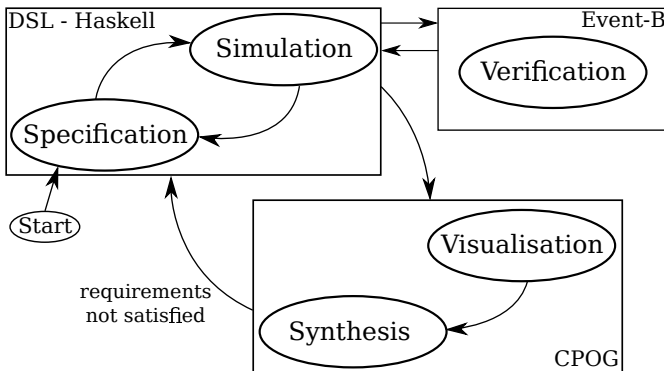 DSL - Haskell
Event-B
Simulation
Verification
Specification
Start
Visualisation
requirements
not satisfied
Synthesis
CPOG